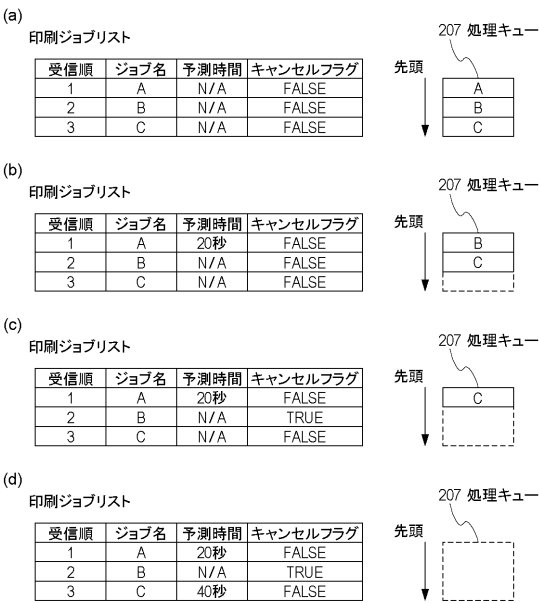 (a)
207 処理キュー
印刷ジョブリスト
先頭
受信順 ジョブ名 予測時間 キャンセルフラグ
1 A N/A FALSE
2 B N/A FALSE
3 C N/A FALSE
A
B
C
(b)
207 処理キュー
印刷ジョブリスト
先頭
受信順 ジョブ名 予測時間 キャンセルフラグ
1 A 20秒 FALSE
2 B N/A FALSE
3 C N/A FALSE
B
C
(c)
207 処理キュー
印刷ジョブリスト
先頭
受信順 ジョブ名 予測時間 キャンセルフラグ
1 A 20秒 FALSE
2 B N/A TRUE
3 C N/A FALSE
C
(d)
207 処理キュー
印刷ジョブリスト
先頭
受信順 ジョブ名 予測時間 キャンセルフラグ
1 A 20秒 FALSE
2 B N/A TRUE
3 C 40秒 FALSE